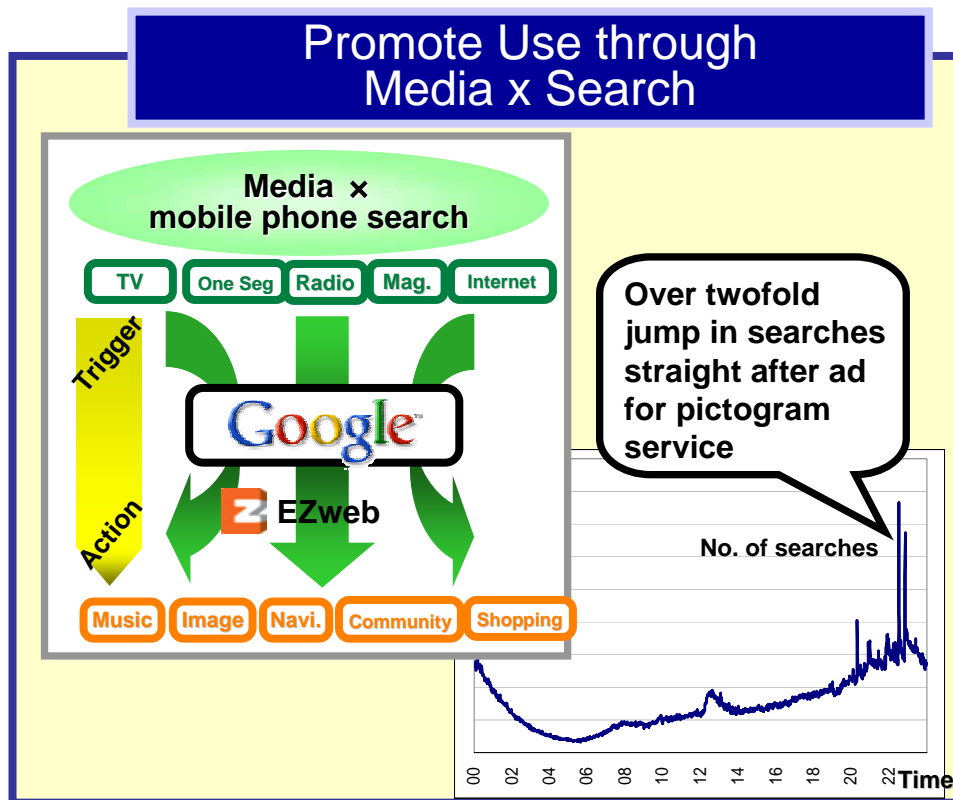 Promote Use through
Media x Search
Media ×
mobile phone search
TV
One Seg
Radio
Mag.
Internet
Trigger
Google™
EZweb
Action
Music
Image
Navi.
Community
Shopping
Over twofold
jump in searches
straight after ad
for pictogram
service
No. of searches
00 02 04 06 08 10 12 14 16 18 20 22 Time